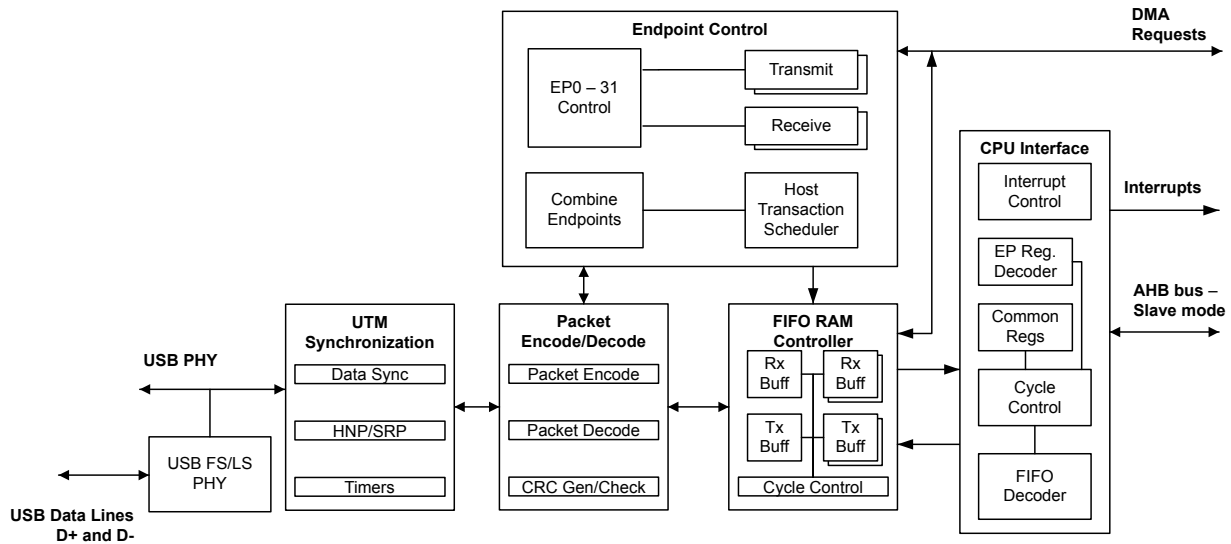 Endpoint Control
EP0 – 31
Control
Transmit
Receive
Combine
Endpoints
Host
Transaction
Scheduler
DMA
Requests
CPU Interface
Interrupt
Control
Interrupts
EP Reg.
Decoder
Common
Regs
AHB bus –
Slave mode
Cycle
Control
FIFO
Decoder
UTM
Synchronization
Data Sync
HNP/SRP
Timers
Packet
Encode/Decode
Packet Encode
Packet Decode
CRC Gen/Check
FIFO RAM
Controller
Rx
Buff
Rx
Buff
Tx
Buff
Tx
Buff
Cycle Control
USB PHY
USB FS/LS
PHY
USB Data Lines
D+ and D-